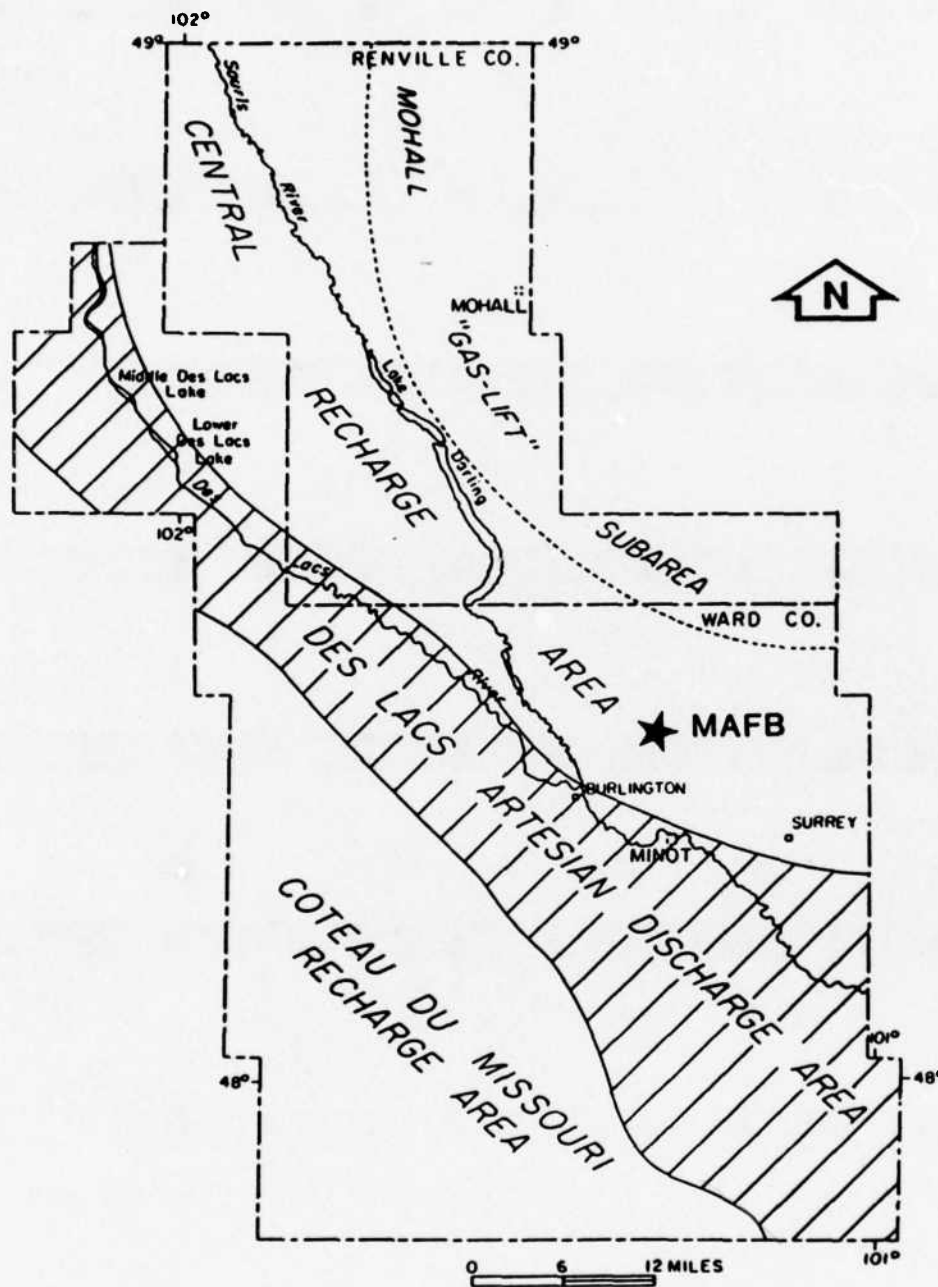 102°
49°
49°
RENVILLE CO.
Souris
River
MOHALL
CENTRAL
N
MOHALL
"GAS-LIFT"
Middle Des Lacs
Lake
Lake
RECHARGE
Lower
Des Lacs
Lake
Darling
Des
102°
SUBAREA
Lacs
WARD CO.
DES LACS
River
AREA
MAFB
BURLINGTON
SURREY
MINOT
ARTESIAN
DISCHARGE
AREA
COTEAU DU MISSOURI
RECHARGE AREA
101°
48°
48°
101°
0 6 12 MILES